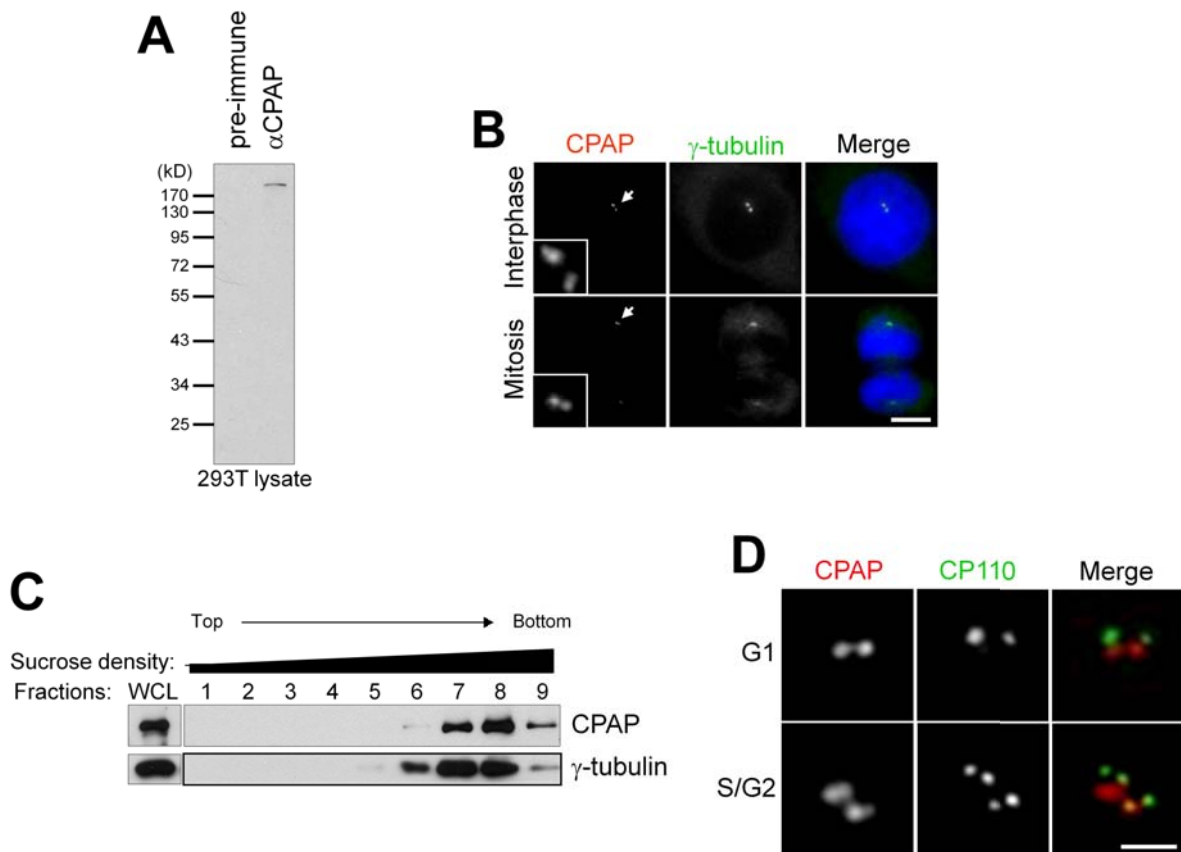 A
pre-immune
αCPAP
(kD)
170
130
95
72
55
43
34
25
293T lysate
B
CPAP
γ-tubulin
Merge
Interphase
Mitosis
C
Top
Bottom
Sucrose density:
Fractions: WCL 1 2 3 4 5 6 7 8 9
CPAP
γ-tubulin
D
CPAP
CP110
Merge
G1
S/G2